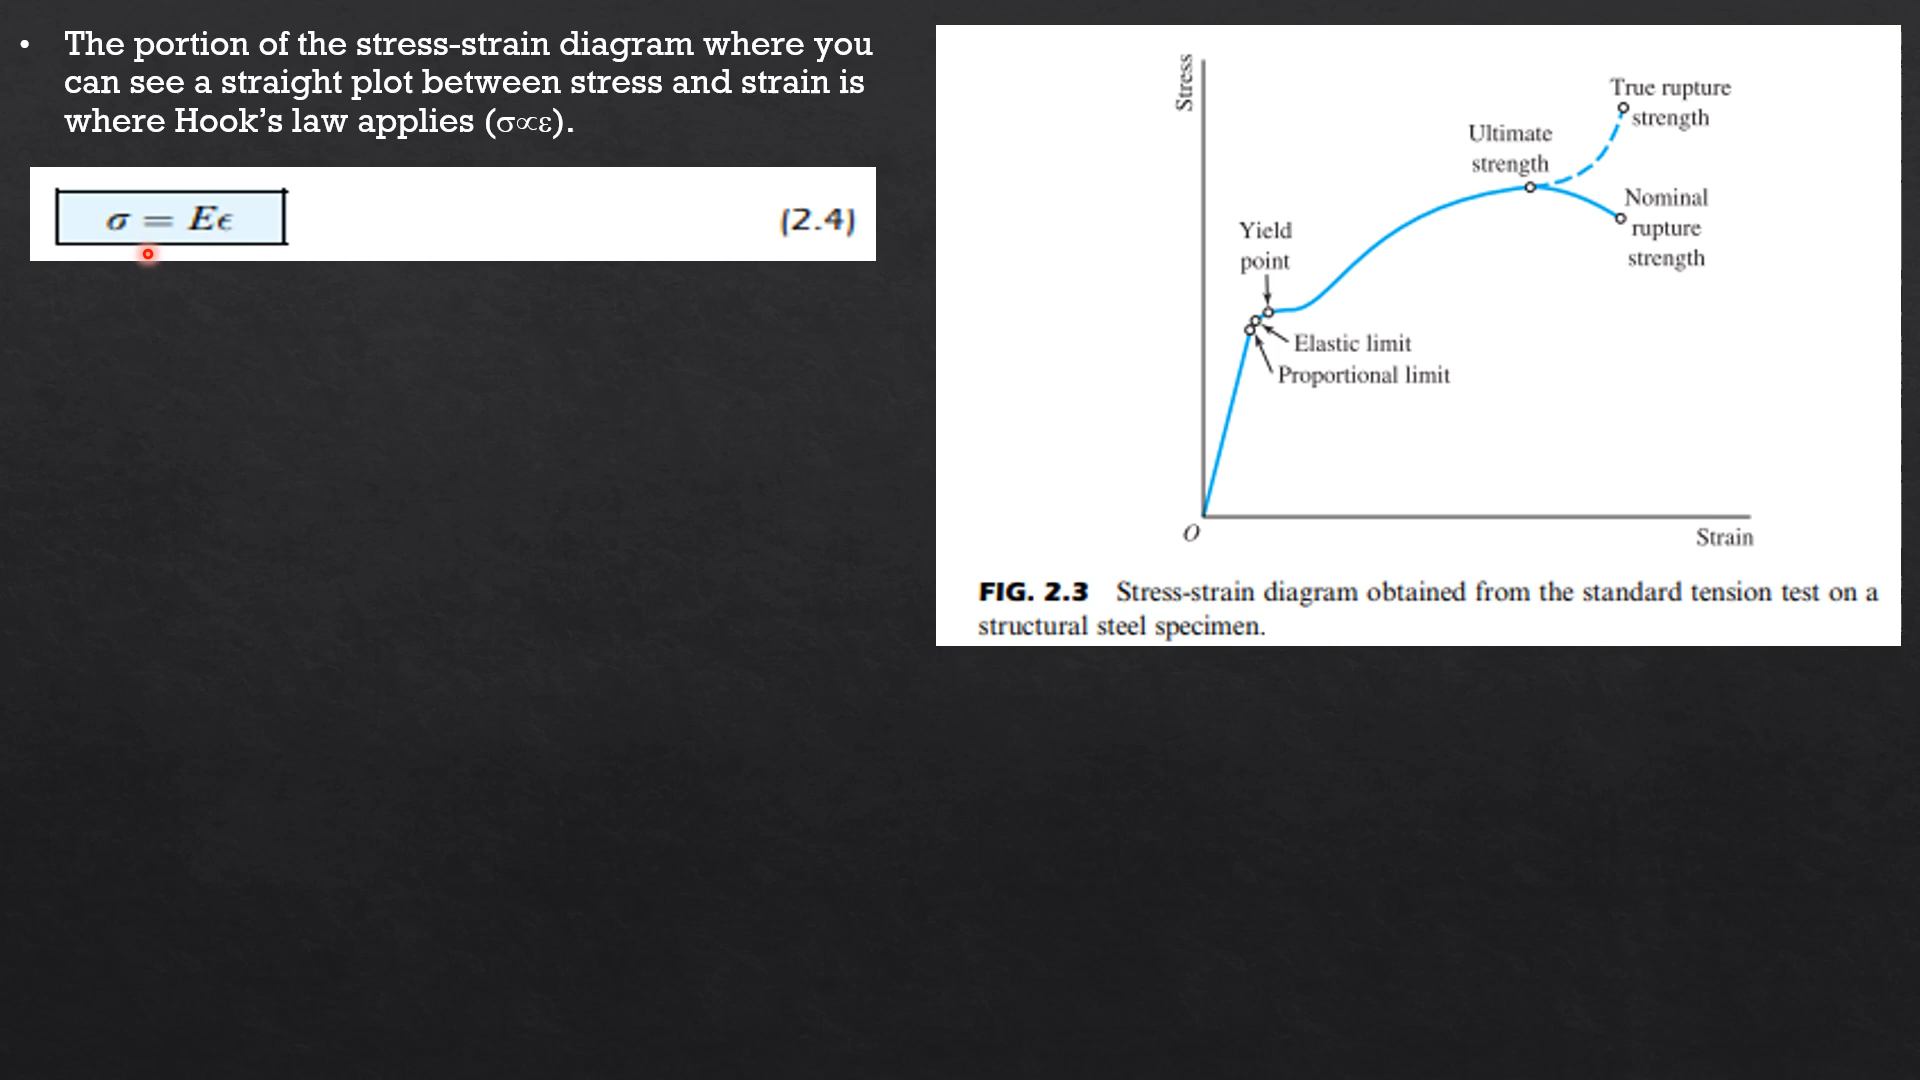 • The portion of the stress-strain diagram where you
can see a straight plot between stress and strain is
where Hook's law applies (σ∝ε).
σ = Eϵ (2.4)
Stress
True rupture
strength
Ultimate
strength
Nominal
rupture
strength
Yield
point
Elastic limit
Proportional limit
O
Strain
FIG. 2.3 Stress-strain diagram obtained from the standard tension test on a
structural steel specimen.